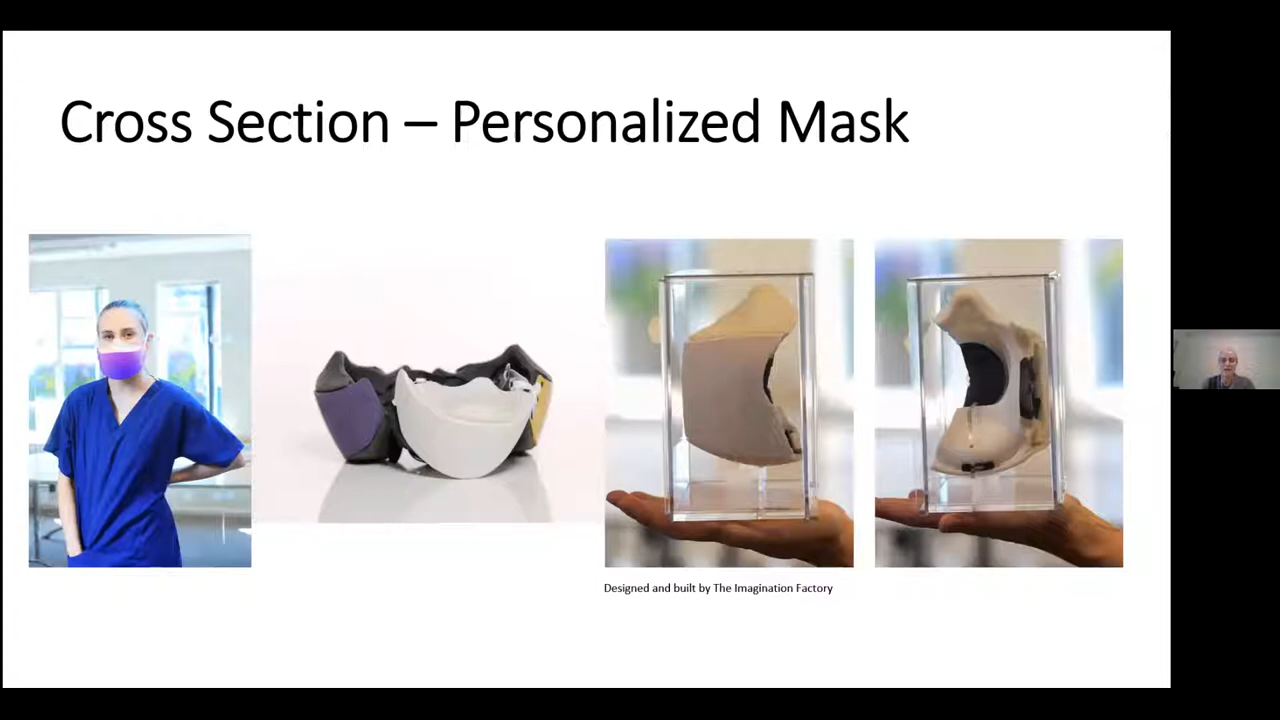 Cross Section – Personalized Mask
Designed and built by The Imagination Factory